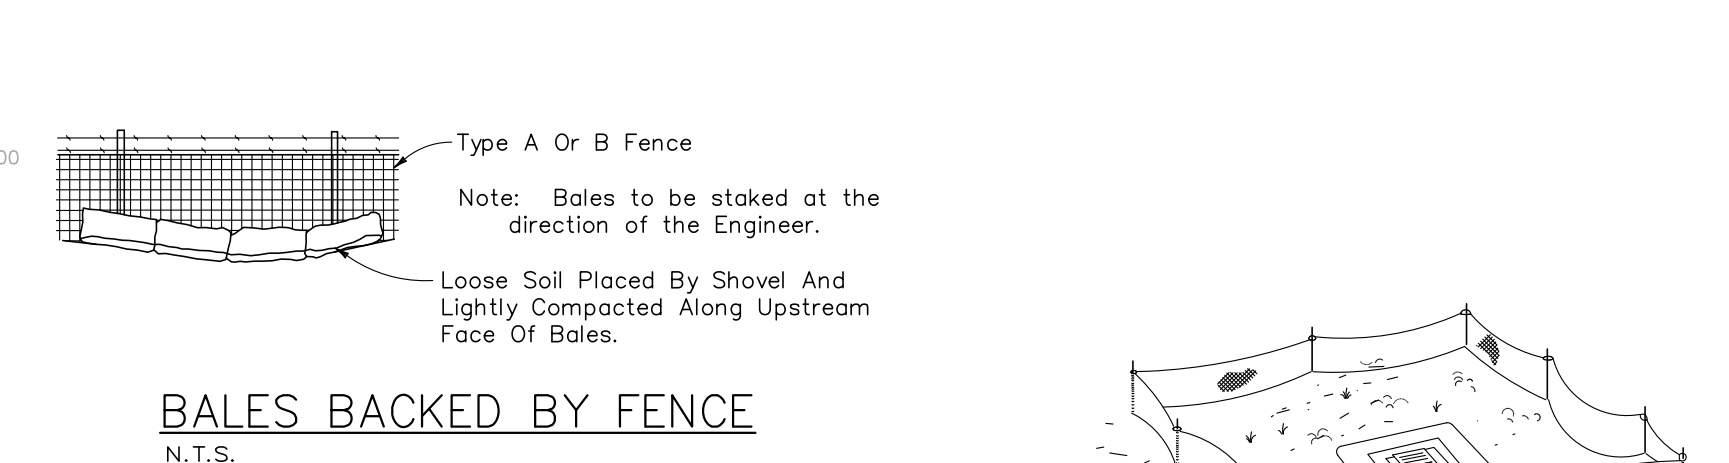 00
Type A Or B Fence
Note: Bales to be staked at the
direction of the Engineer.
Loose Soil Placed By Shovel And
Lightly Compacted Along Upstream
Face Of Bales.
BALES BACKED BY FENCE
N.T.S.